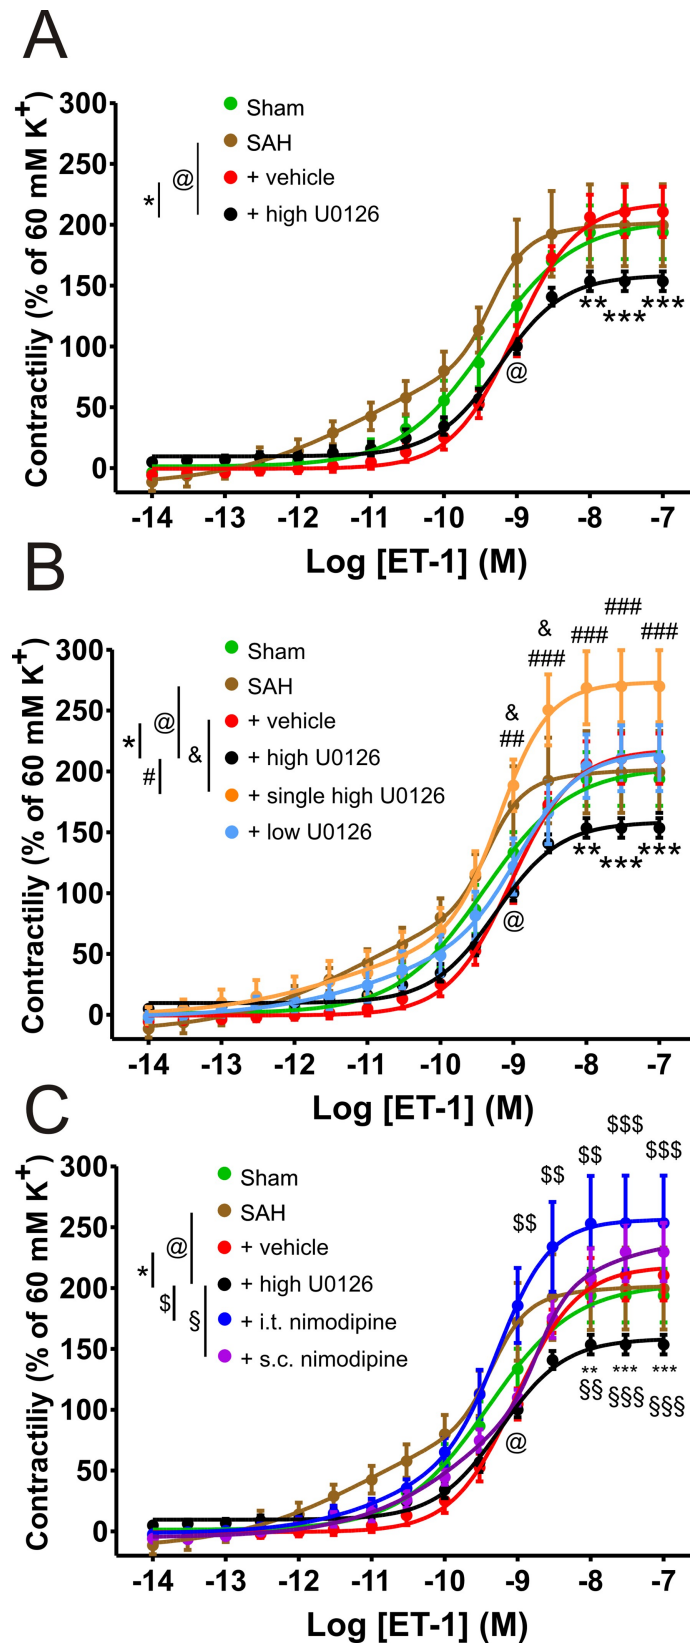 A
Contractiliy (% of 60 mM K+)
300
250
200
150
100
50
0
Sham
SAH
+ vehicle
+ high U0126
@
*
**
***
***
@
-14 -13 -12 -11 -10 -9 -8 -7
Log [ET-1] (M)
B
Contractiliy (% of 60 mM K+)
300
250
200
150
100
50
0
Sham
SAH
+ vehicle
+ high U0126
+ single high U0126
+ low U0126
@
*
&
#
###
& ### ###
###
&
##
**
***
***
@
-14 -13 -12 -11 -10 -9 -8 -7
Log [ET-1] (M)
C
Contractiliy (% of 60 mM K+)
300
250
200
150
100
50
0
Sham
SAH
+ vehicle
+ high U0126
+ i.t. nimodipine
+ s.c. nimodipine
@
*
$
§
$$$
$$ $$$
$$
$$
** *** ***
§§ §§§ §§§
@
-14 -13 -12 -11 -10 -9 -8 -7
Log [ET-1] (M)